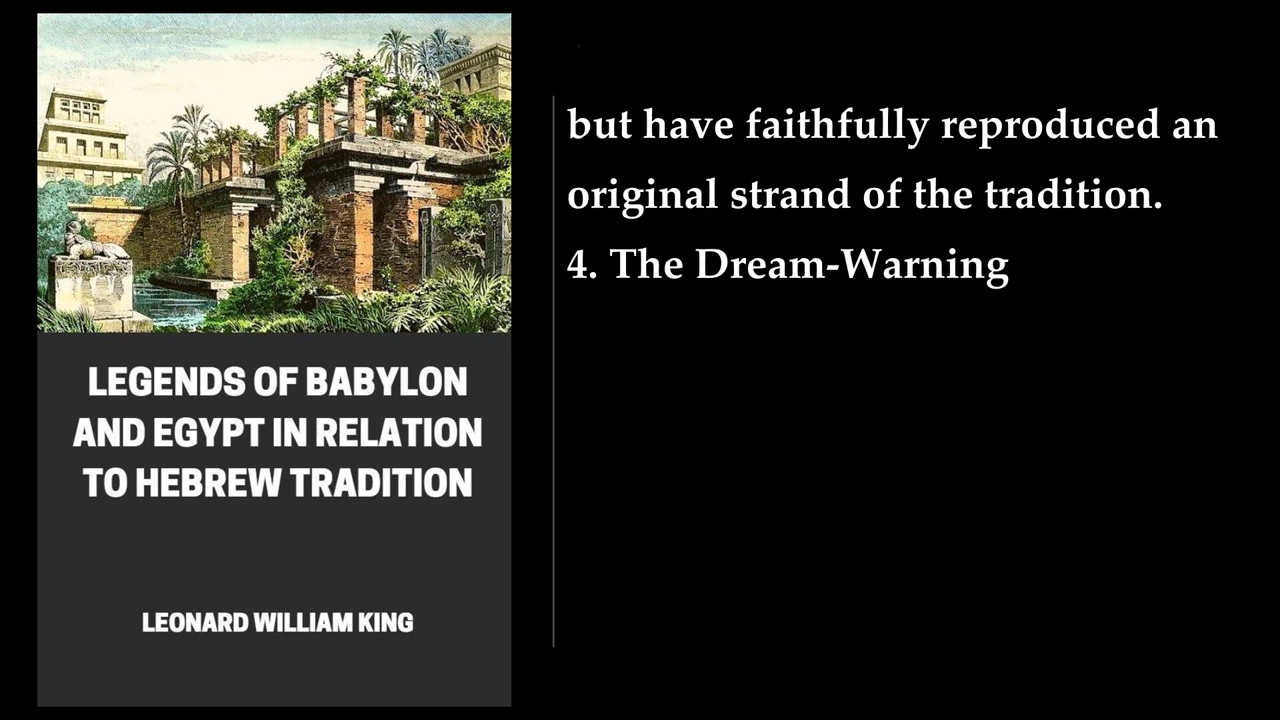 LEGENDS OF BABYLON
AND EGYPT IN RELATION
TO HEBREW TRADITION
LEONARD WILLIAM KING
but have faithfully reproduced an
original strand of the tradition.
4. The Dream-Warning